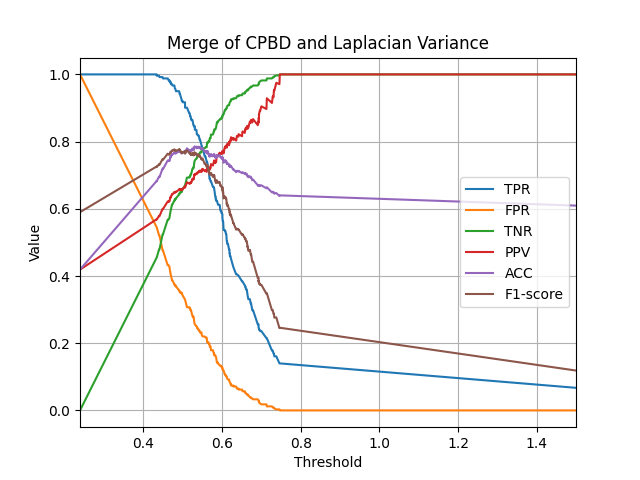 Merge of CPBD and Laplacian Variance
Value
1.0
0.8
0.6
0.4
0.2
0.0
TPR
FPR
TNR
PPV
ACC
F1-score
0.4 0.6 0.8 1.0 1.2 1.4
Threshold